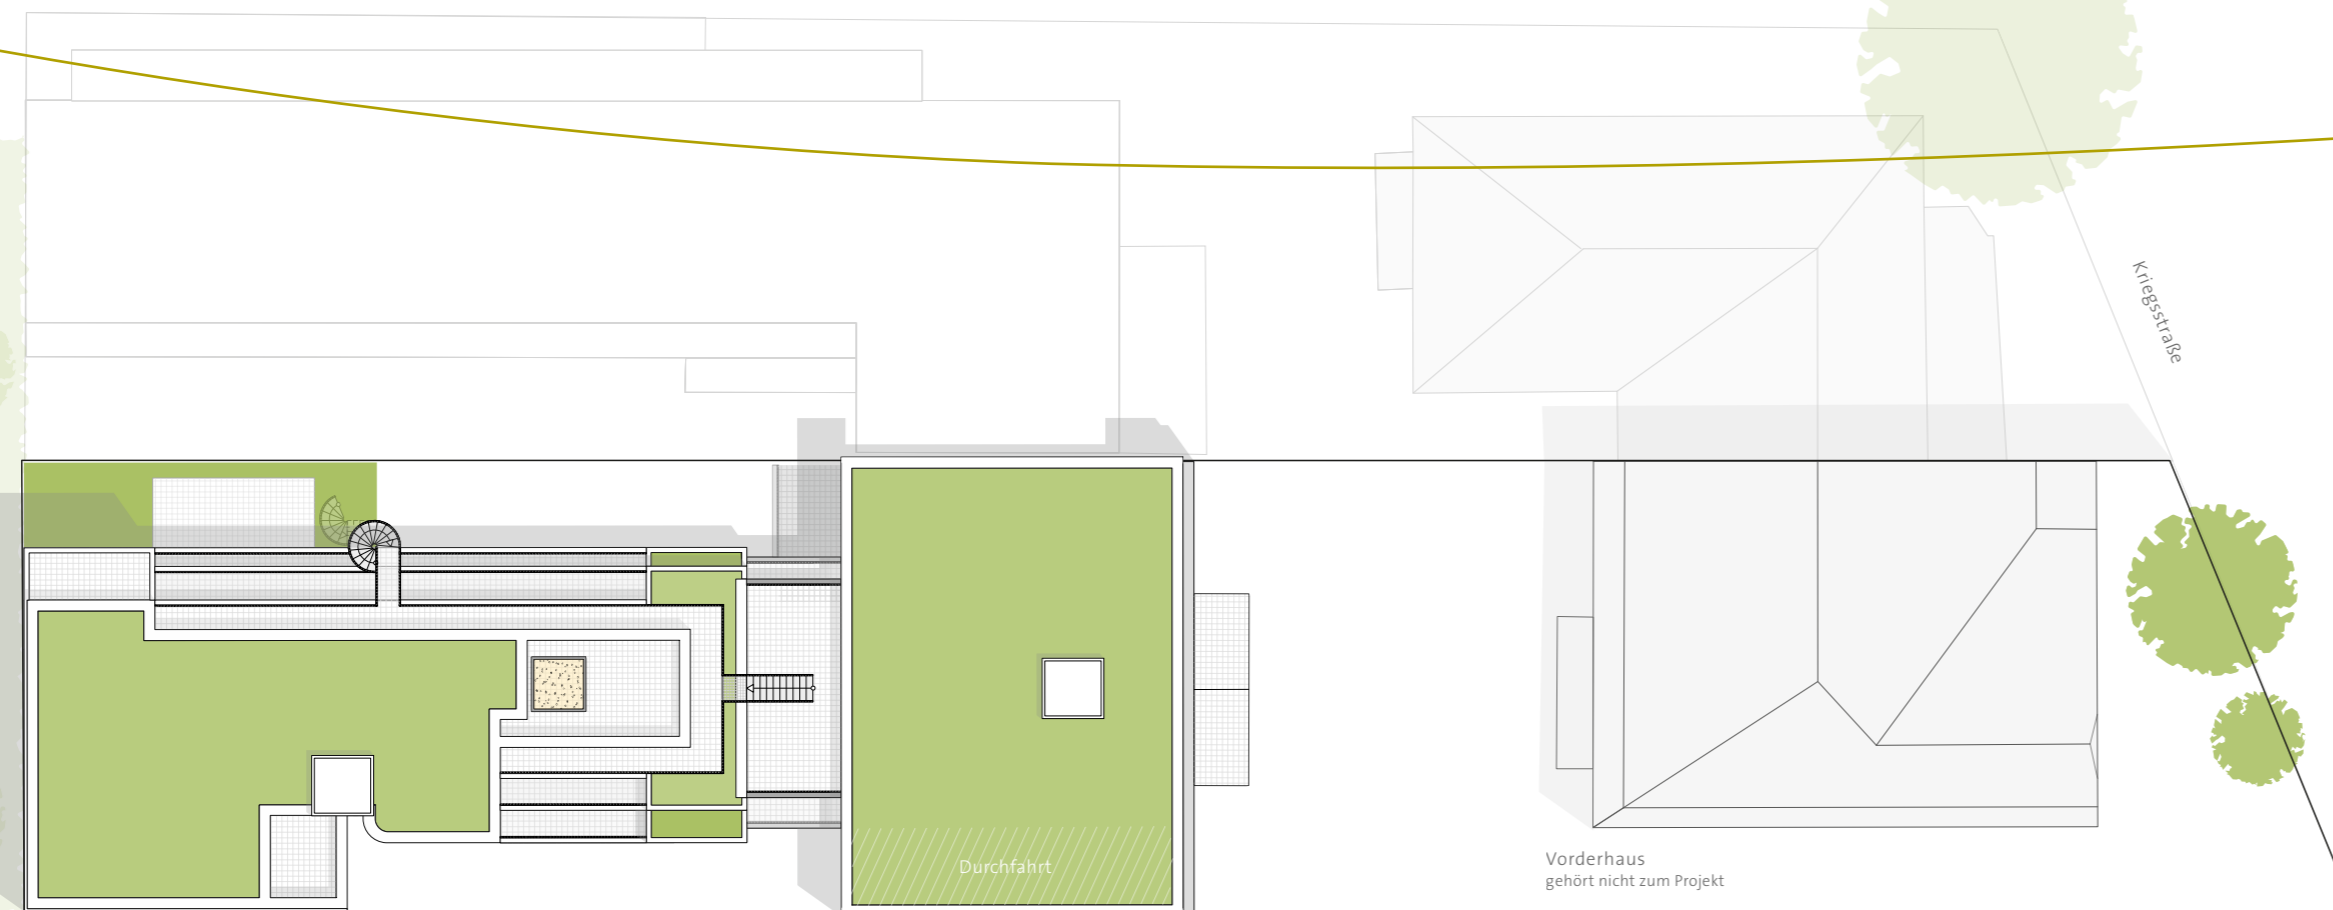 Kriegsstraße
Durchfahrt
Vorderhaus
gehört nicht zum Projekt